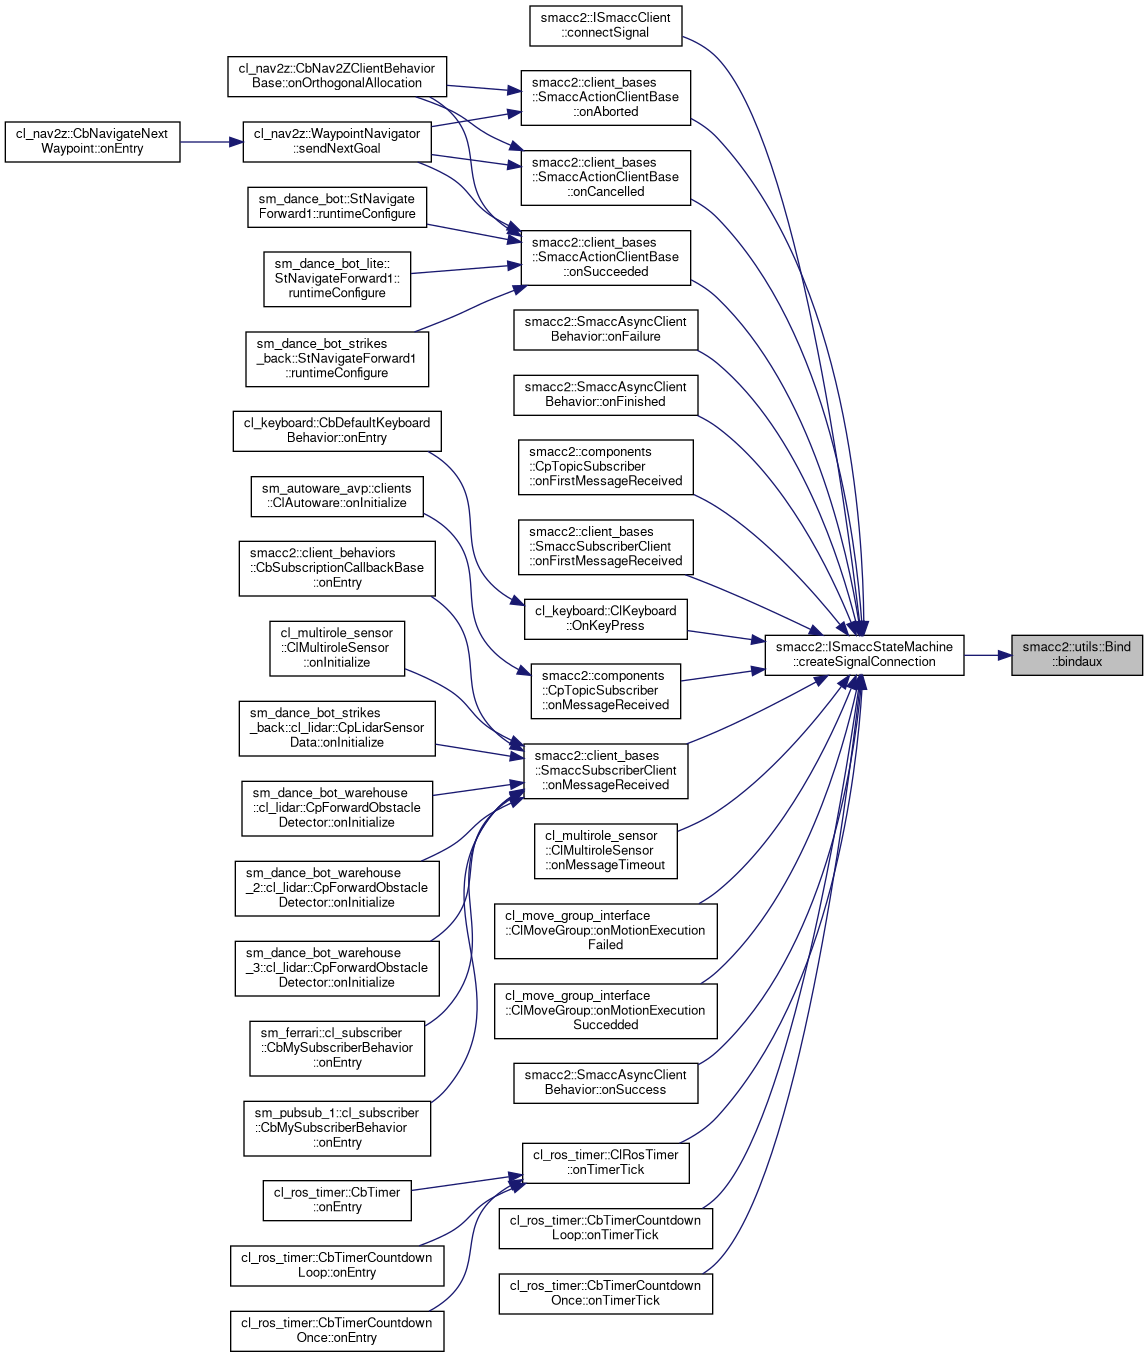 smacc2::ISmaccClient
::connectSignal
cl_nav2z::CbNav2ZClientBehavior
Base::onOrthogonalAllocation
smacc2::client_bases
::SmaccActionClientBase
::onAborted
cl_nav2z::CbNavigateNext
Waypoint::onEntry
cl_nav2z::WaypointNavigator
::sendNextGoal
smacc2::client_bases
::SmaccActionClientBase
::onCancelled
sm_dance_bot::StNavigate
Forward1::runtimeConfigure
smacc2::client_bases
::SmaccActionClientBase
::onSucceeded
sm_dance_bot_lite::
StNavigateForward1::
runtimeConfigure
smacc2::SmaccAsyncClient
Behavior::onFailure
sm_dance_bot_strikes
_back::StNavigateForward1
::runtimeConfigure
smacc2::SmaccAsyncClient
Behavior::onFinished
cl_keyboard::CbDefaultKeyboard
Behavior::onEntry
smacc2::components
::CpTopicSubscriber
::onFirstMessageReceived
sm_autoware_avp::clients
::ClAutoware::onInitialize
smacc2::client_bases
::SmaccSubscriberClient
::onFirstMessageReceived
smacc2::client_behaviors
::CbSubscriptionCallbackBase
::onEntry
cl_keyboard::ClKeyboard
::OnKeyPress
cl_multirole_sensor
::ClMultiroleSensor
::onInitialize
smacc2::ISmaccStateMachine
::createSignalConnection
smacc2::utils::Bind
::bindaux
smacc2::components
::CpTopicSubscriber
::onMessageReceived
sm_dance_bot_strikes
_back::cl_lidar::CpLidarSensor
Data::onInitialize
smacc2::client_bases
::SmaccSubscriberClient
::onMessageReceived
sm_dance_bot_warehouse
::cl_lidar::CpForwardObstacle
Detector::onInitialize
cl_multirole_sensor
::ClMultiroleSensor
::onMessageTimeout
sm_dance_bot_warehouse
_2::cl_lidar::CpForwardObstacle
Detector::onInitialize
cl_move_group_interface
::ClMoveGroup::onMotionExecution
Failed
sm_dance_bot_warehouse
_3::cl_lidar::CpForwardObstacle
Detector::onInitialize
cl_move_group_interface
::ClMoveGroup::onMotionExecution
Succedded
sm_ferrari::cl_subscriber
::CbMySubscriberBehavior
::onEntry
smacc2::SmaccAsyncClient
Behavior::onSuccess
sm_pubsub_1::cl_subscriber
::CbMySubscriberBehavior
::onEntry
cl_ros_timer::ClRosTimer
::onTimerTick
cl_ros_timer::CbTimer
::onEntry
cl_ros_timer::CbTimerCountdown
Loop::onTimerTick
cl_ros_timer::CbTimerCountdown
Loop::onEntry
cl_ros_timer::CbTimerCountdown
Once::onTimerTick
cl_ros_timer::CbTimerCountdown
Once::onEntry